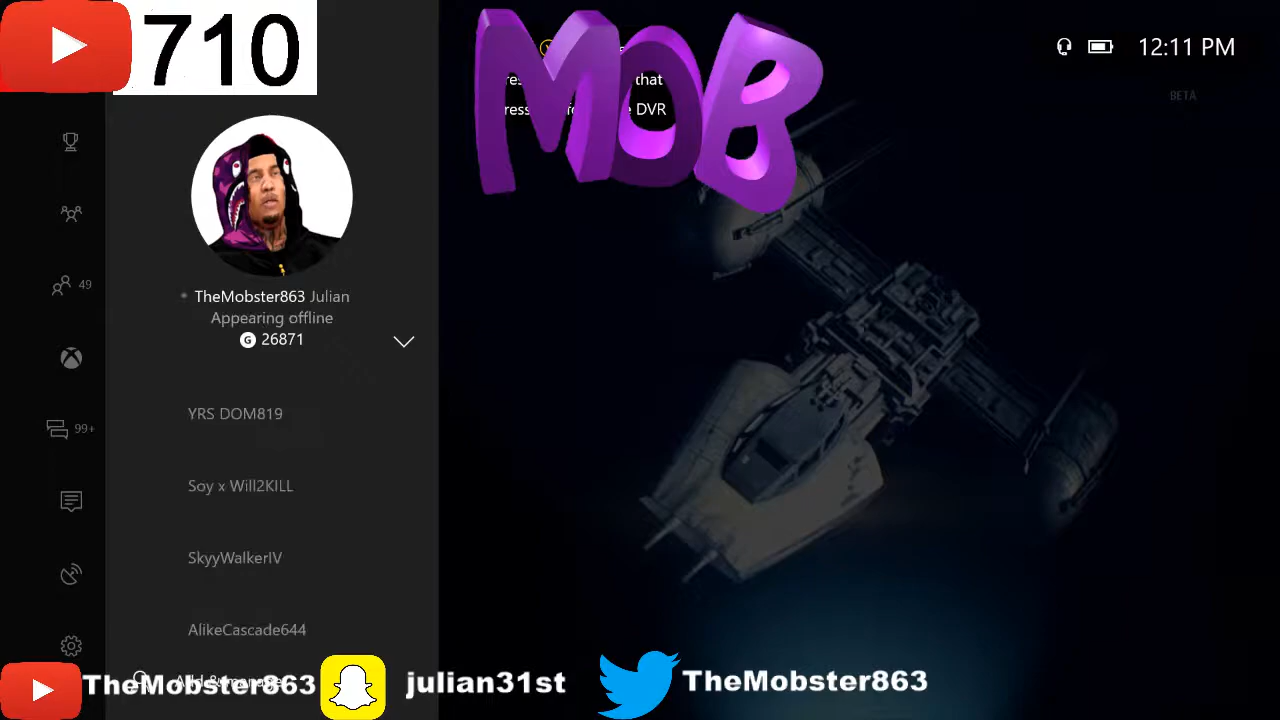 710
MOB
12:11 PM
that
DVR
BETA
49
TheMobster863 Julian
Appearing offline
G 26871
YRS DOM819
99+
Soy x Will2KILL
SkyyWalkerIV
AlikeCascade644
TheMobster863
julian31st
TheMobster863